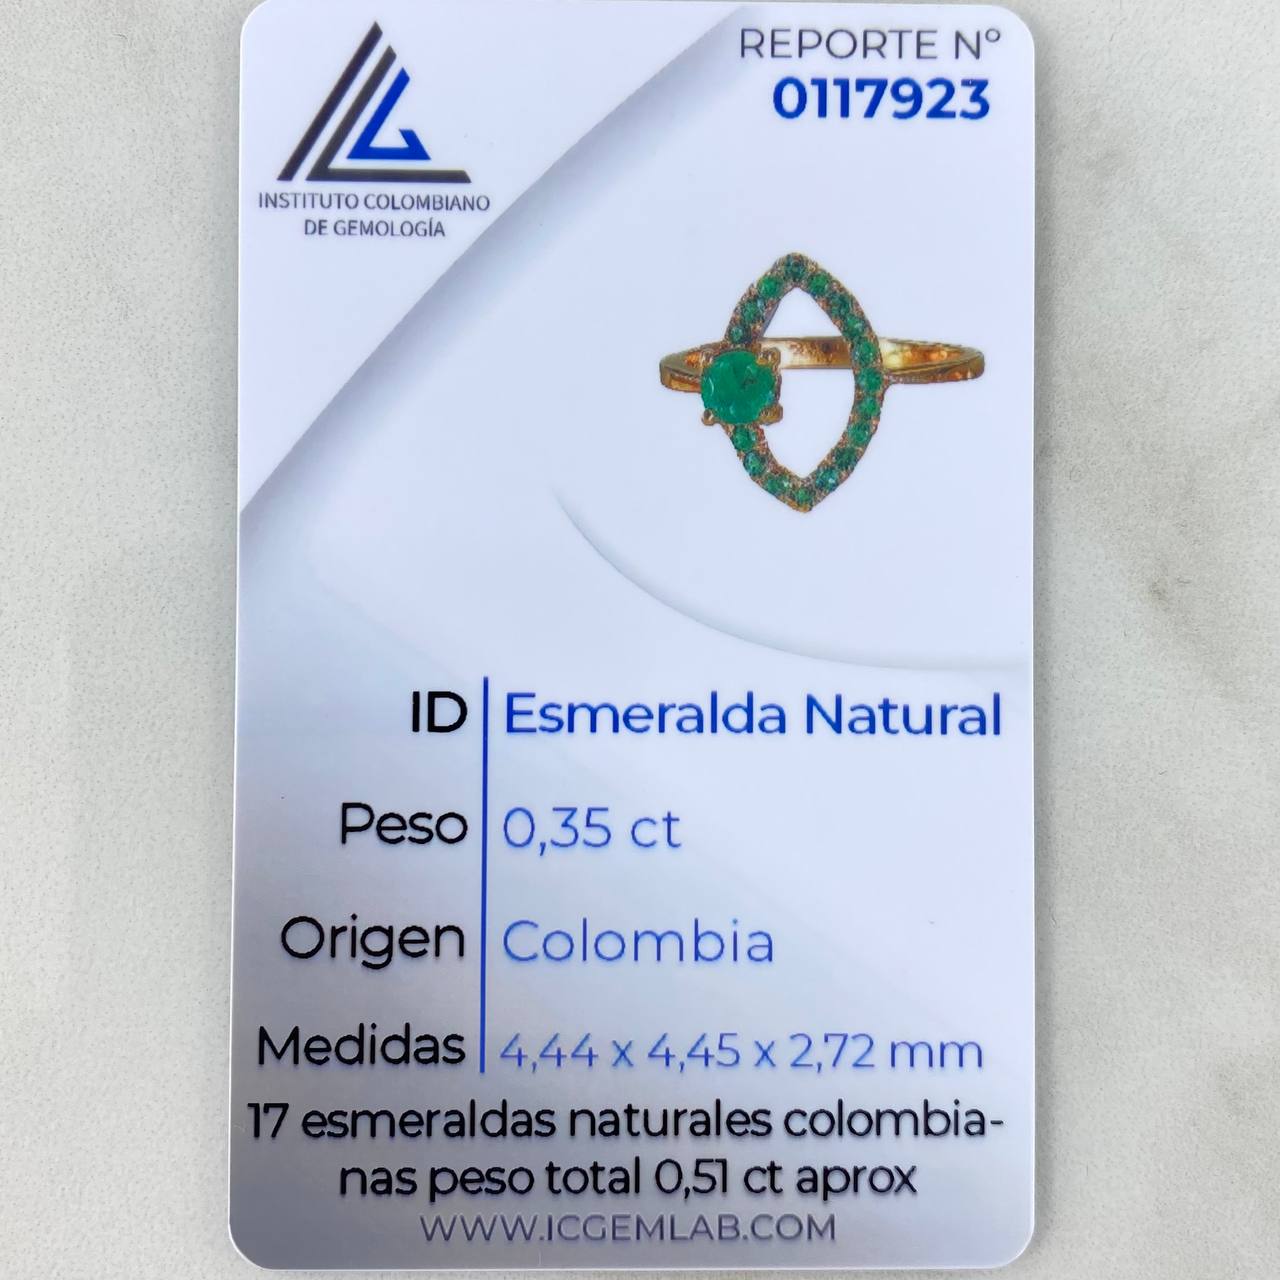 INSTITUTO COLOMBIANO
DE GEMOLOGÍA
REPORTE Nº
0117923
ID Esmeralda Natural
Peso 0,35 ct
Origen Colombia
Medidas 4,44 x 4,45 x 2,72 mm
17 esmeraldas naturales colombia-
nas peso total 0,51 ct aprox
WWW.ICGEMLAB.COM